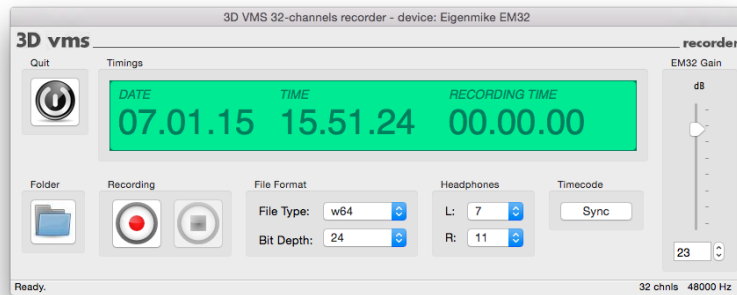 3D VMS 32-channels recorder - device: Eigenmike EM32
3D vms recorder
Quit
Timings
EM32 Gain
dB
DATE TIME RECORDING TIME
07.01.15 15.51.24 00.00.00
Folder
Recording
File Format
Headphones
Timecode
File Type: w64
L: 7
Sync
Bit Depth: 24
R: 11
23
Ready.
32 chnls 48000 Hz